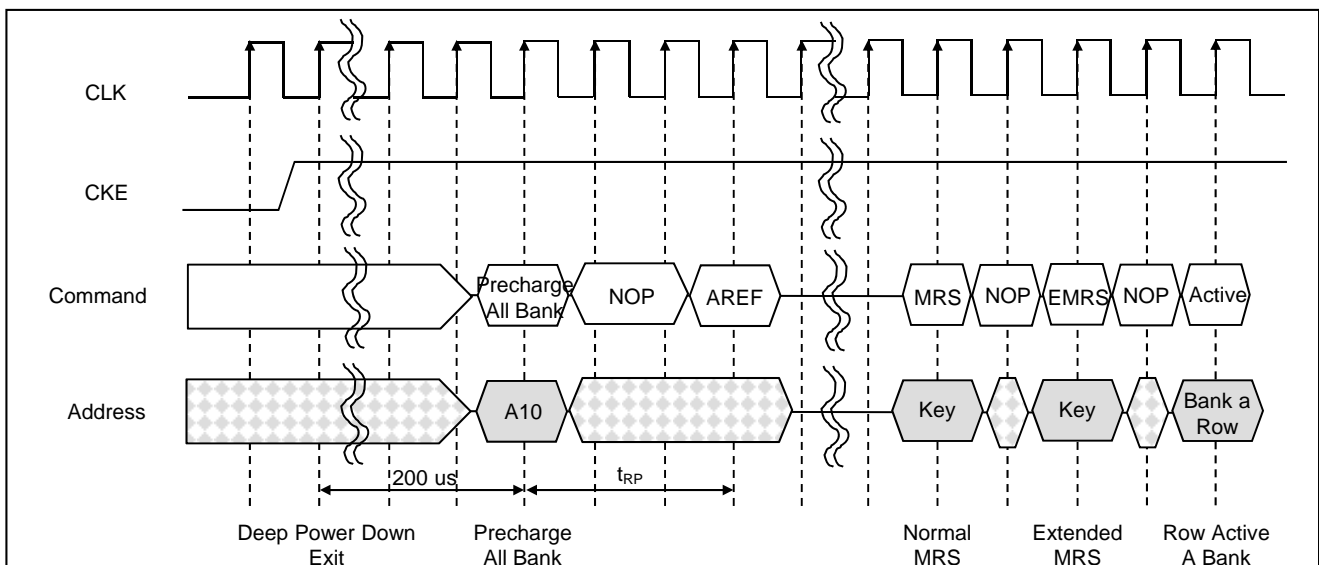 CLK
CKE
Command
Precharge
All Bank
NOP
AREF
MRS
NOP
EMRS
NOP
Active
Address
A10
Key
Key
Bank a
Row
200 us
tRP
Deep Power Down
Exit
Precharge
All Bank
Normal
MRS
Extended
MRS
Row Active
A Bank